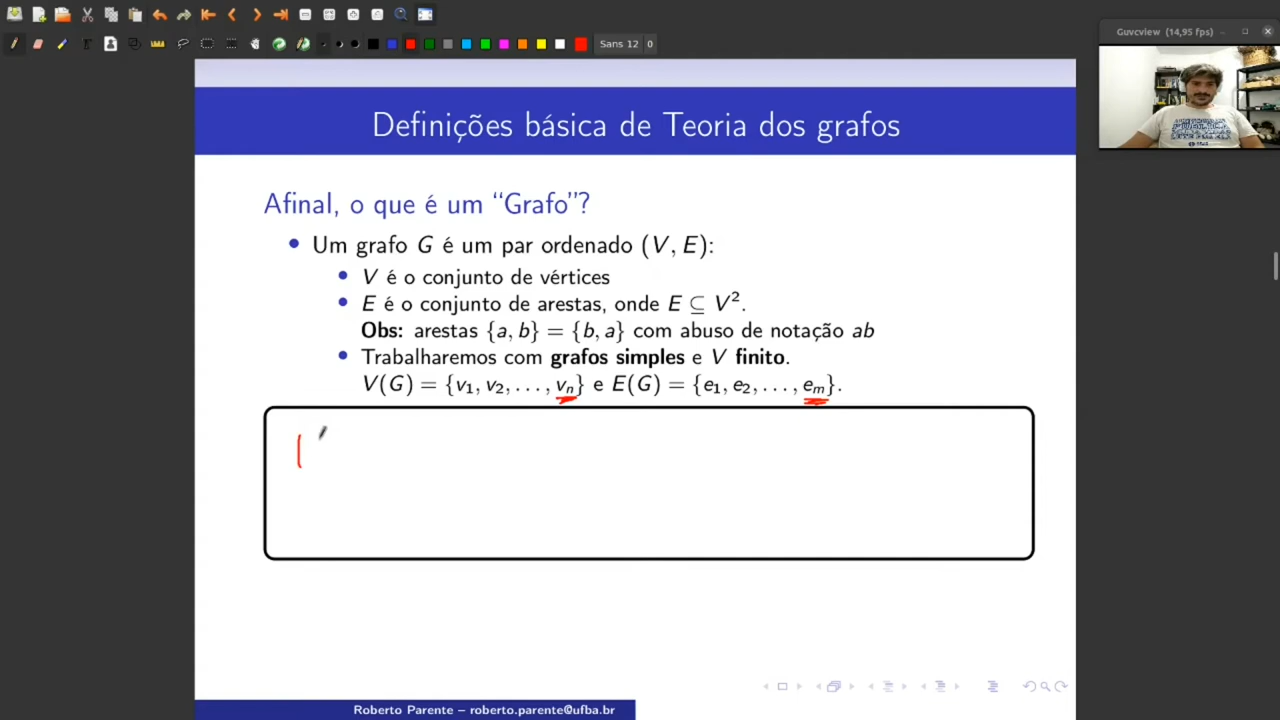 Sans 12 0
Guvcview (14,95 fps)
Definições básica de Teoria dos grafos
Afinal, o que é um “Grafo”?
• Um grafo G é um par ordenado (V, E):
• V é o conjunto de vértices
• E é o conjunto de arestas, onde E ⊆ V².
Obs: arestas {a, b} = {b, a} com abuso de notação ab
• Trabalharemos com grafos simples e V finito.
V(G) = {v₁, v₂, . . . , vₙ} e E(G) = {e₁, e₂, . . . , eₘ}.
Roberto Parente – roberto.parente@ufba.br